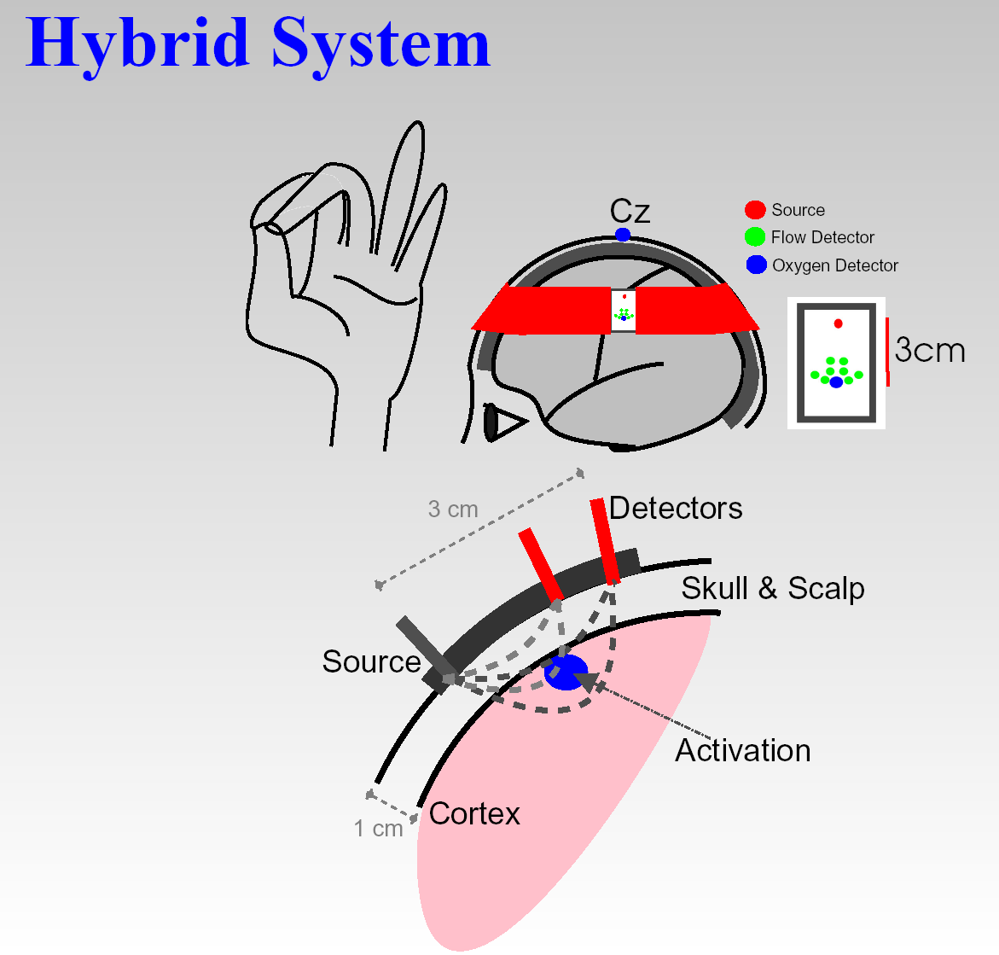 Hybrid System
Cz
Source
Flow Detector
Oxygen Detector
3cm
3 cm
Detectors
Skull & Scalp
Source
Activation
Cortex
1 cm